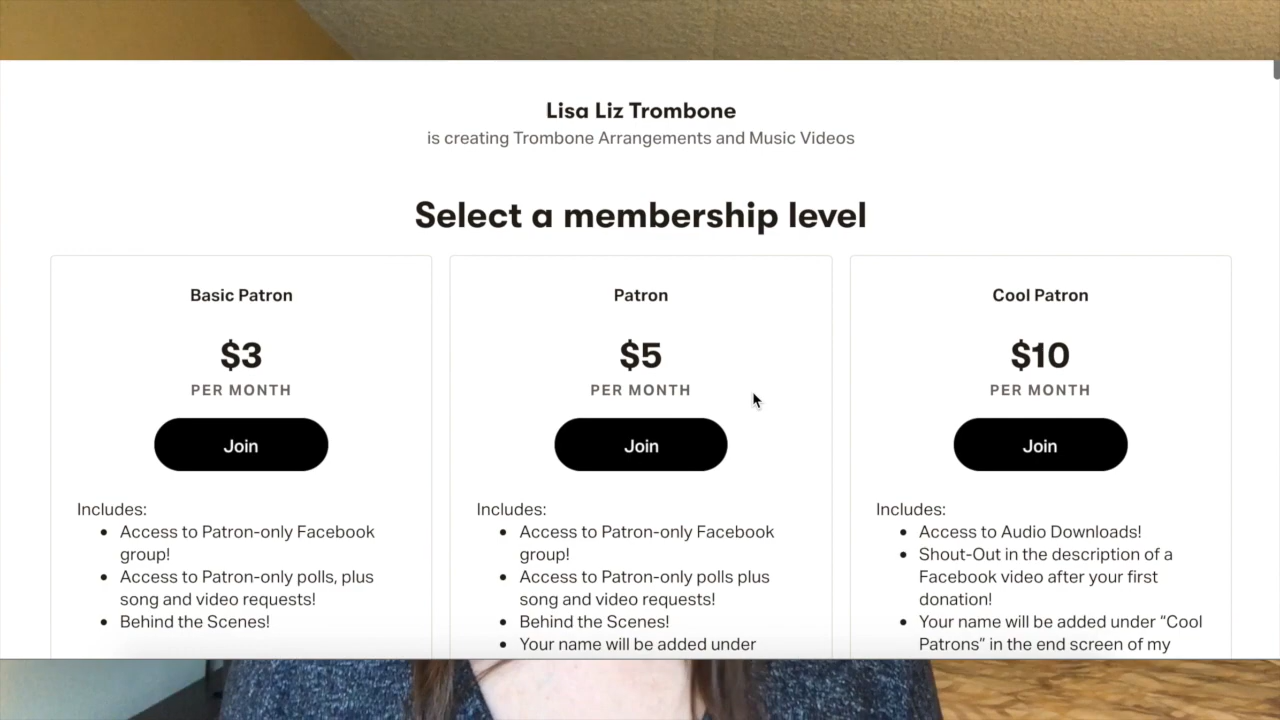 Lisa Liz Trombone
is creating Trombone Arrangements and Music Videos
Select a membership level
Basic Patron
$3
PER MONTH
Join
Includes:
• Access to Patron-only Facebook
group!
• Access to Patron-only polls, plus
song and video requests!
• Behind the Scenes!
Patron
$5
PER MONTH
Join
Includes:
• Access to Patron-only Facebook
group!
• Access to Patron-only polls plus
song and video requests!
• Behind the Scenes!
• Your name will be added under
Cool Patron
$10
PER MONTH
Join
Includes:
• Access to Audio Downloads!
• Shout-Out in the description of a
Facebook video after your first
donation!
• Your name will be added under “Cool
Patrons” in the end screen of my